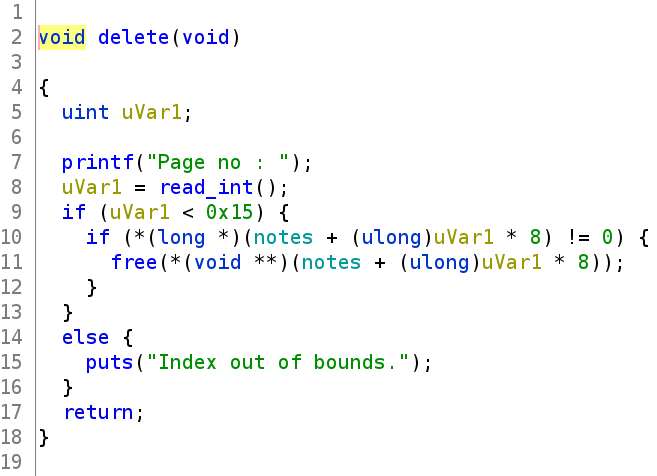 1
2 void delete(void)
3
4 {
5   uint uVar1;
6
7   printf("Page no : ");
8   uVar1 = read_int();
9   if (uVar1 < 0x15) {
10     if (*(long *)(notes + (ulong)uVar1 * 8) != 0) {
11       free(*(void **)(notes + (ulong)uVar1 * 8));
12     }
13   }
14   else {
15     puts("Index out of bounds.");
16   }
17   return;
18 }
19